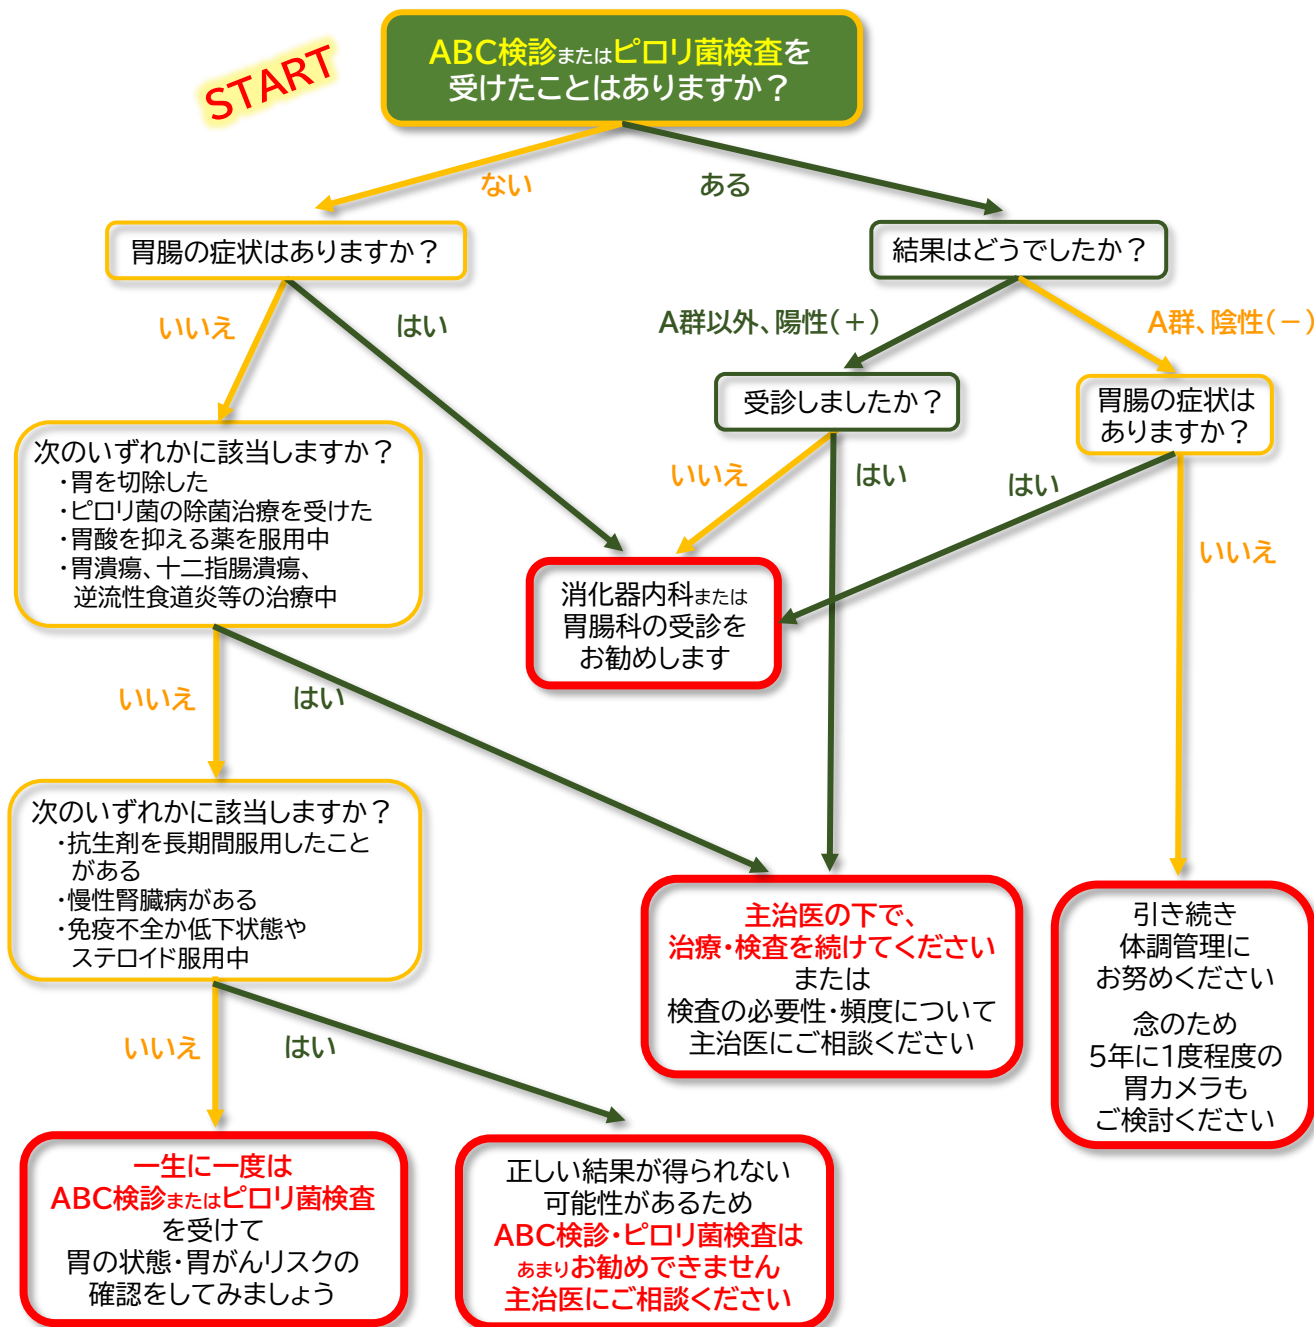 START
ABC検診またはピロリ菌検査を
受けたことはありますか？
ない
ある
胃腸の症状はありますか？
結果はどうでしたか？
いいえ
はい
A群以外、陽性(＋)
A群、陰性(－)
受診しましたか？
胃腸の症状は
ありますか？
次のいずれかに該当しますか？
・胃を切除した
・ピロリ菌の除菌治療を受けた
・胃酸を抑える薬を服用中
・胃潰瘍、十二指腸潰瘍、
逆流性食道炎等の治療中
いいえ
はい
はい
いいえ
消化器内科または
胃腸科の受診を
お勧めします
いいえ
はい
次のいずれかに該当しますか？
・抗生剤を長期間服用したこと
がある
・慢性腎臓病がある
・免疫不全か低下状態や
ステロイド服用中
主治医の下で、
治療・検査を続けてください
または
検査の必要性・頻度について
主治医にご相談ください
引き続き
体調管理に
お努めください
念のため
5年に1度程度の
胃カメラも
ご検討ください
いいえ
はい
一生に一度は
ABC検診またはピロリ菌検査
を受けて
胃の状態・胃がんリスクの
確認をしてみましょう
正しい結果が得られない
可能性があるため
ABC検診・ピロリ菌検査は
あまりお勧めできません
主治医にご相談ください